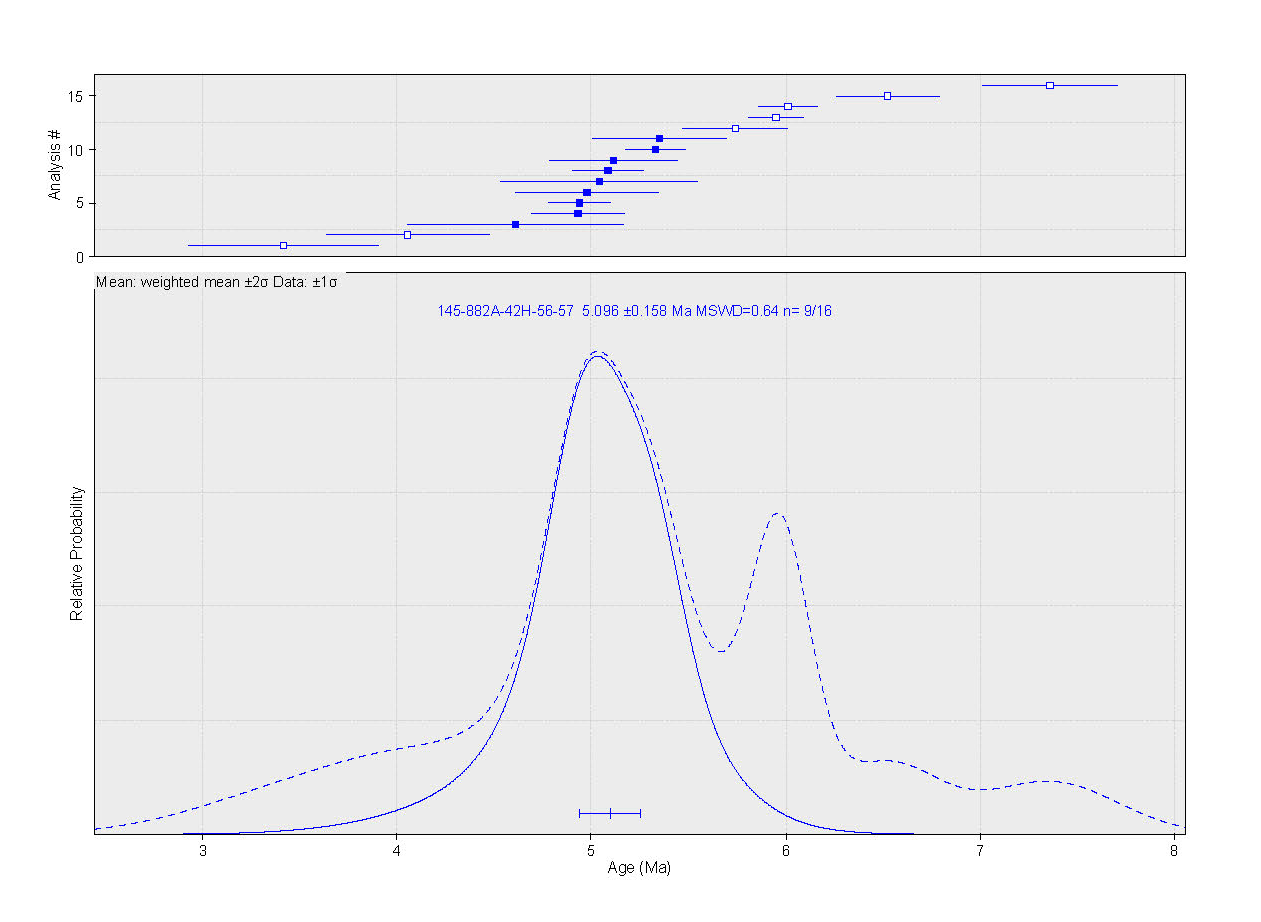 15
10
5
0
Analysis #
Mean: weighted mean ±2σ Data: ±1σ
145-882A-42H-56-57 5.096 ±0.158 Ma MSWD=0.64 n= 9/16
Relative Probability
3 4 5 6 7 8
Age (Ma)